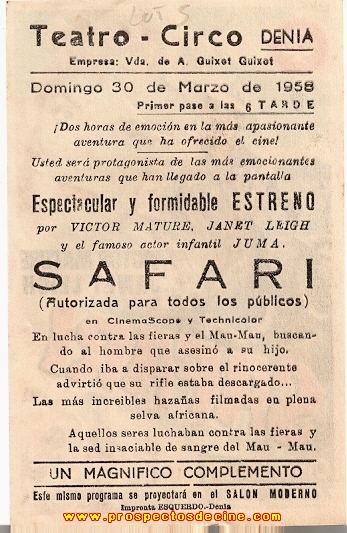 LOT S
Teatro - Circo DENIA
Empresa: Vda. de A. Guixot Guixot
Domingo 30 de Marzo de 1958
Primer pase a las 6 TARDE
¡Dos horas de emoción en la más apasionante
aventura que ha ofrecido el cine!
Usted será protagonista de las más emocionantes
aventuras que han llegado a la pantalla
Espectacular y formidable ESTRENO
por VICTOR MATURE, JANET LEIGH
y el famoso actor infantil JUMA.
SAFARI
(Autorizada para todos los públicos)
en CinemaScope y Technicolor
En lucha contra las fieras y el Mau-Mau, buscan-
do al hombre que asesinó a su hijo.
Cuando iba a disparar sobre el rinocerente
advirtió que su rifle estaba descargado...
Las más increibles hazañas filmadas en plena
selva africana.
Aquellos seres luchaban contra las fieras y
la sed insaciable de sangre del Mau - Mau.
UN MAGNIFICO COMPLEMENTO
Este mismo programa se proyectará en el SALON MODERNO
Imprenta ESQUERDO.-Denia
www.prospectosdecine.com